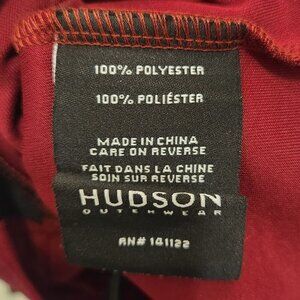 100% POLYESTER
100% POLIÉSTER
MADE IN CHINA
CARE ON REVERSE
FAIT DANS LA CHINE
SOIN SUR REVERSE
HUDSON
OUTERWEAR
RN# 141122